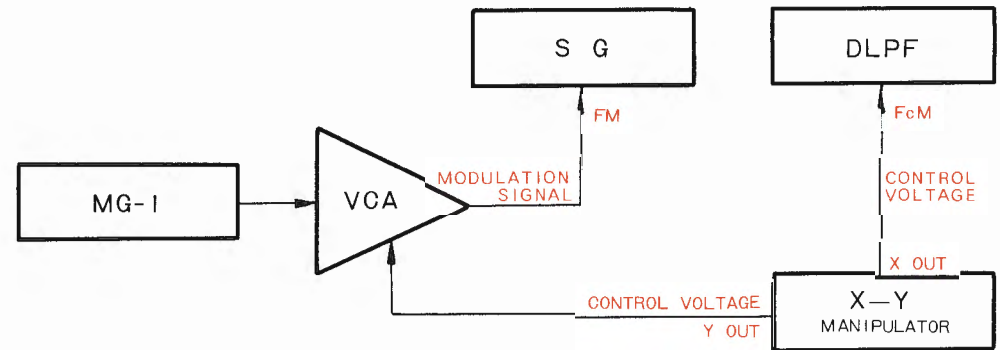 S G
DLPF
FM
FcM
MG-1
VCA
MODULATION
SIGNAL
CONTROL
VOLTAGE
X OUT
CONTROL VOLTAGE
Y OUT
X—Y
MANIPULATOR